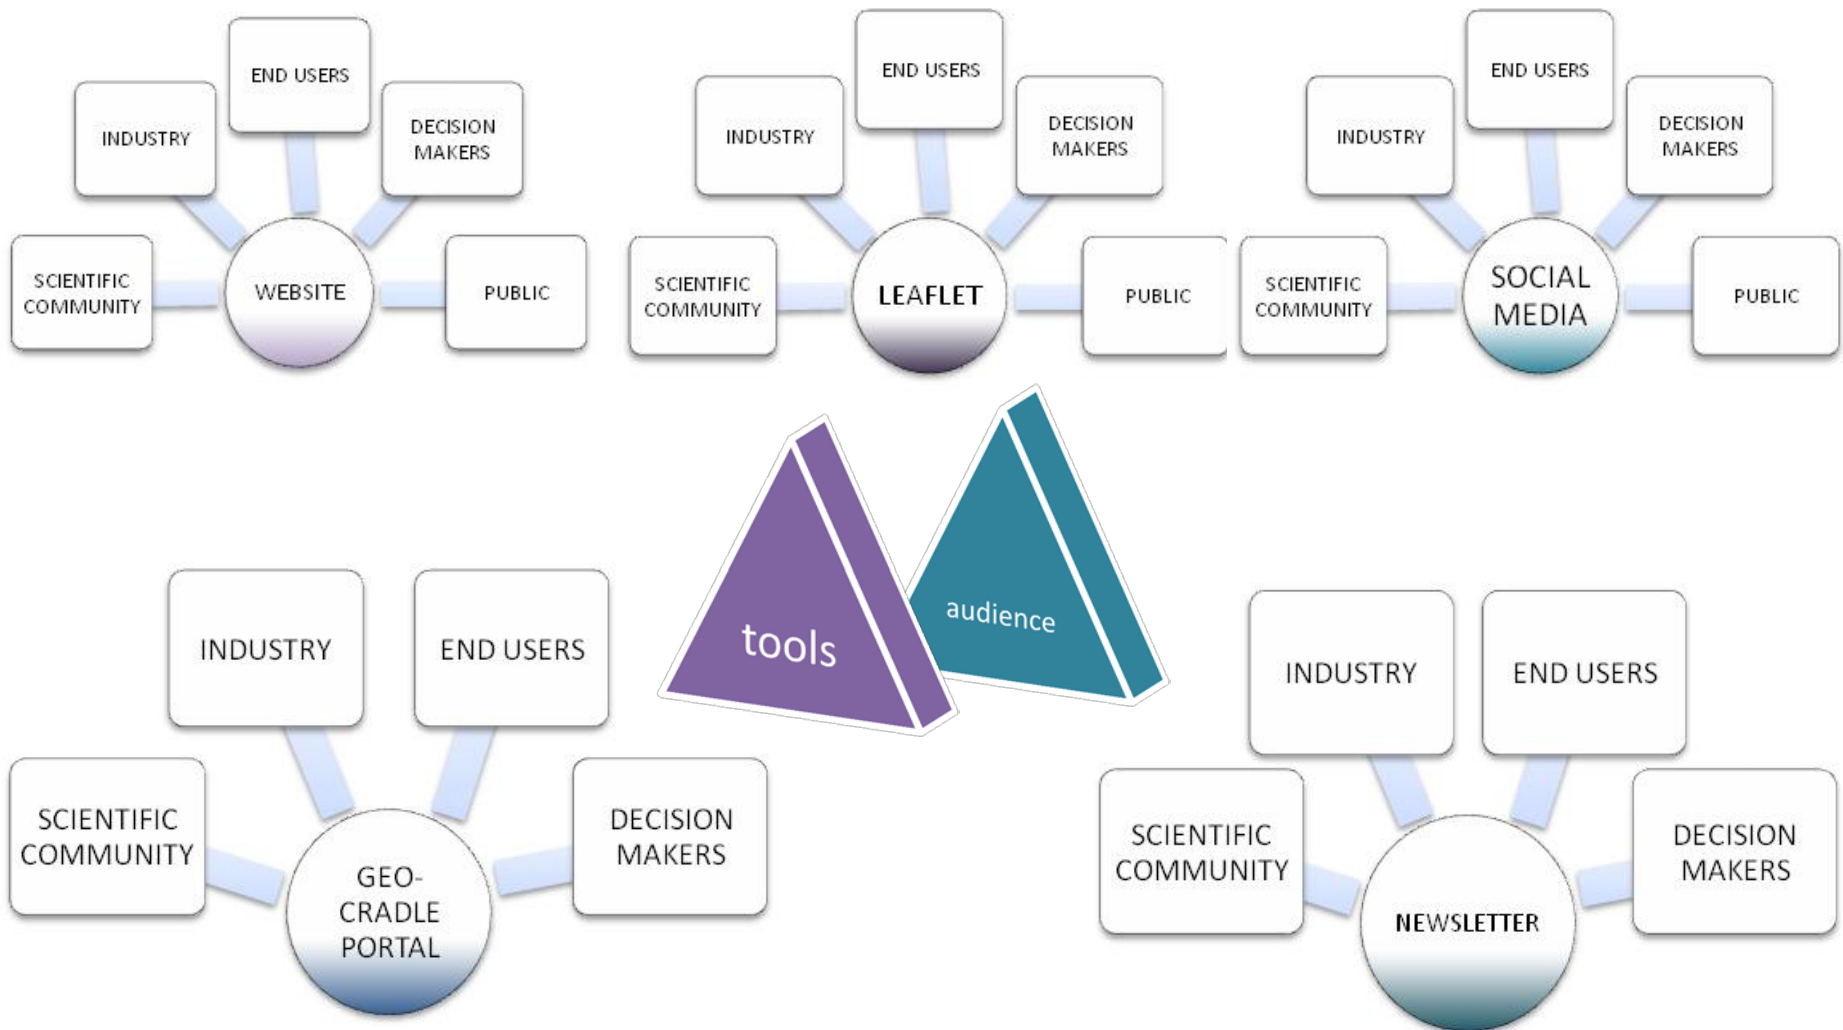 END USERS
INDUSTRY
DECISION
MAKERS
SCIENTIFIC
COMMUNITY
WEBSITE
PUBLIC
END USERS
INDUSTRY
DECISION
MAKERS
SCIENTIFIC
COMMUNITY
LEAFLET
PUBLIC
END USERS
INDUSTRY
DECISION
MAKERS
SCIENTIFIC
COMMUNITY
SOCIAL
MEDIA
PUBLIC
tools
audience
INDUSTRY
END USERS
SCIENTIFIC
COMMUNITY
DECISION
MAKERS
GEO-
CRADLE
PORTAL
INDUSTRY
END USERS
SCIENTIFIC
COMMUNITY
DECISION
MAKERS
NEWSLETTER